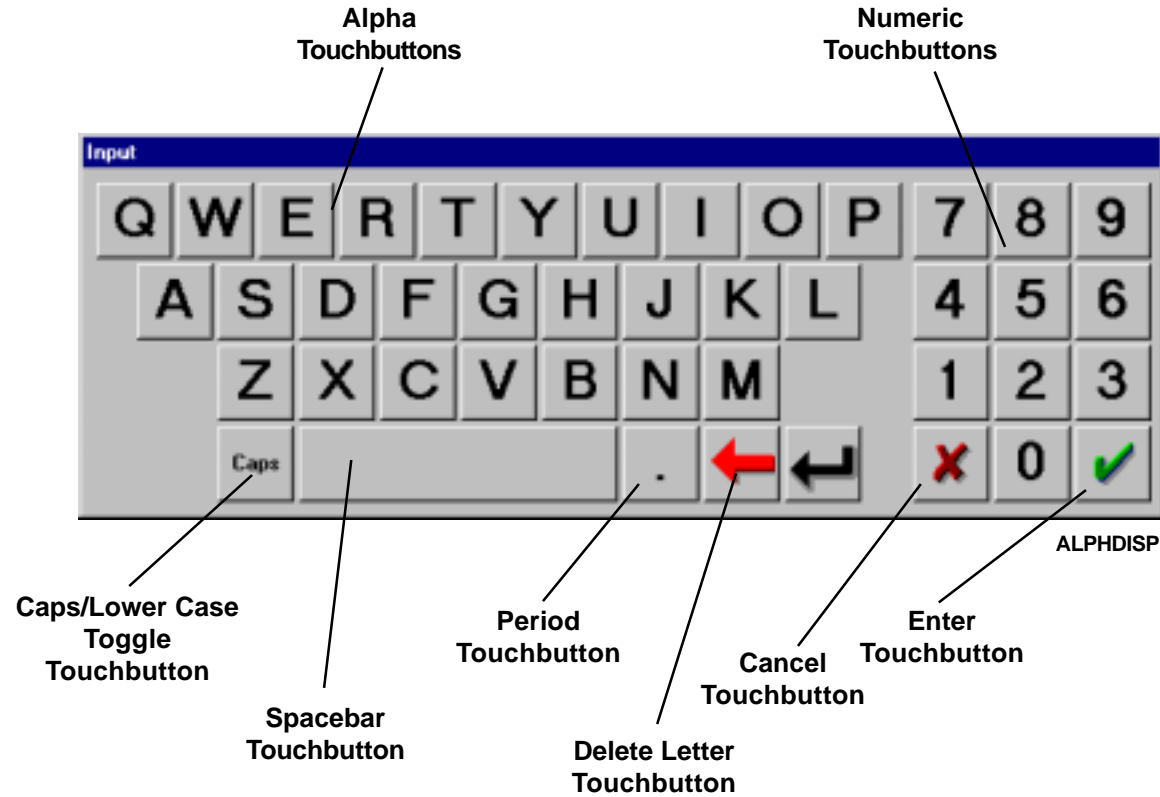 Alpha
Touchbuttons
Numeric
Touchbuttons
Input
Q W E R T Y U I O P 7 8 9
A S D F G H J K L 4 5 6
Z X C V B N M 1 2 3
Caps . 0
ALPHDISP
Caps/Lower Case
Toggle
Touchbutton
Period
Touchbutton
Enter
Touchbutton
Cancel
Touchbutton
Spacebar
Touchbutton
Delete Letter
Touchbutton